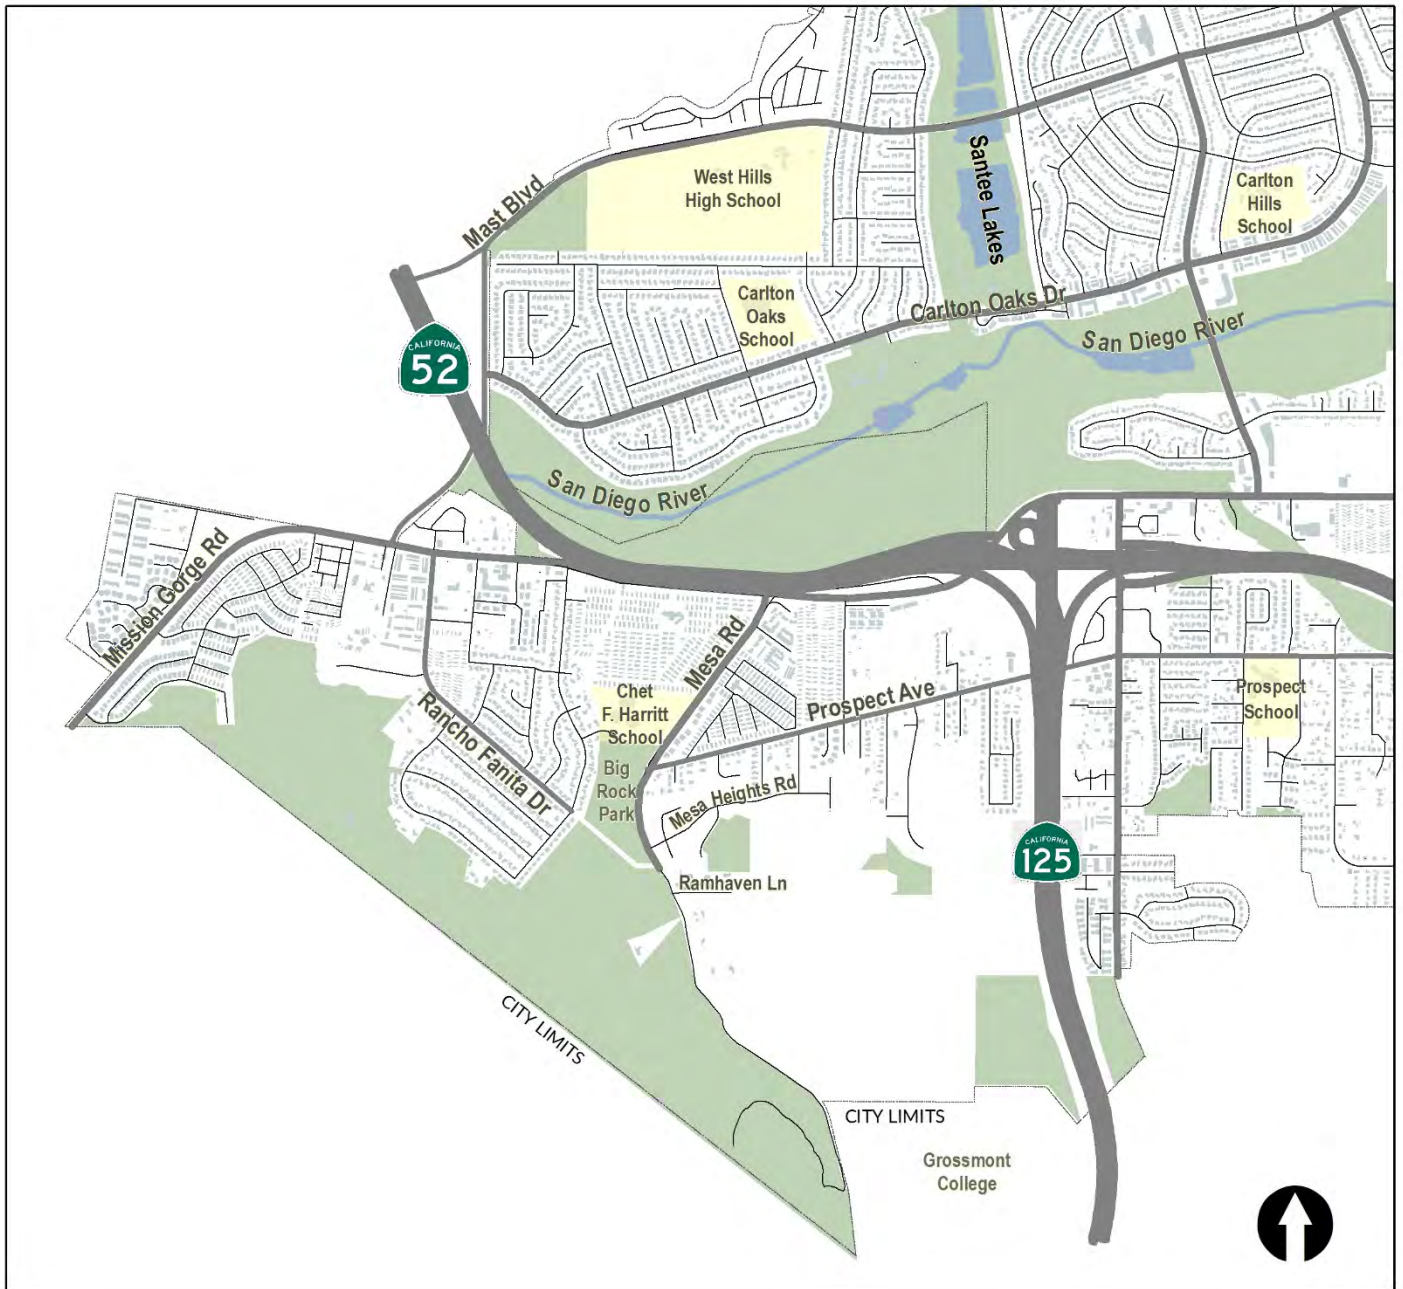 West Hills
High School
Santee Lakes
Carlton
Hills
School
Mast Blvd
Carlton
Oaks
School
Carlton Oaks Dr
San Diego River
CALIFORNIA
52
San Diego River
Mission Gorge Rd
Mesa Rd
Chet
F. Harritt
School
Prospect Ave
Prospect
School
Rancho Fanita Dr
Big
Rock
Park
Mesa Heights Rd
CALIFORNIA
125
Ramhaven Ln
CITY LIMITS
CITY LIMITS
Grossmont
College